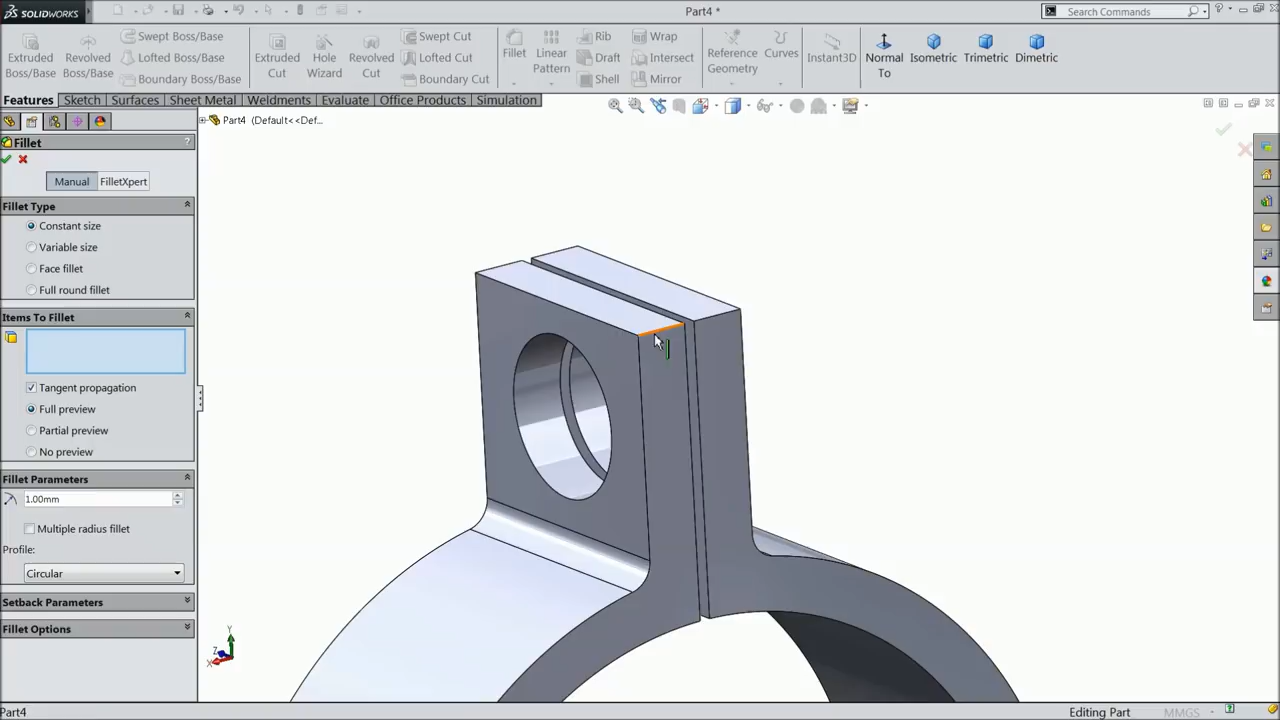 SOLIDWORKS
Part4 *
Search Commands
Extruded Boss/Base
Revolved Boss/Base
Swept Boss/Base
Lofted Boss/Base
Boundary Boss/Base
Extruded Cut
Hole Wizard
Revolved Cut
Swept Cut
Lofted Cut
Boundary Cut
Fillet
Linear Pattern
Rib
Draft
Shell
Wrap
Intersect
Mirror
Reference Geometry
Curves
Instant3D
Normal To
Isometric
Trimetric
Dimetric
Features Sketch Surfaces Sheet Metal Weldments Evaluate Office Products Simulation
Part4 (Default<<Def...
Fillet
?
Manual FilletXpert
Fillet Type
Constant size
Variable size
Face fillet
Full round fillet
Items To Fillet
Tangent propagation
Full preview
Partial preview
No preview
Fillet Parameters
1.00mm
Multiple radius fillet
Profile:
Circular
Setback Parameters
Fillet Options
Y
Z
X
Part4
Editing Part
MMGS